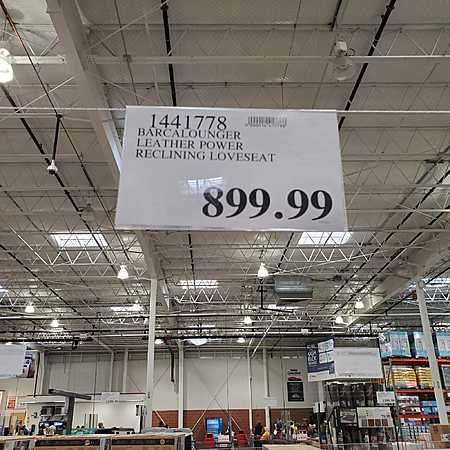 1441778
BARCALOUNGER
LEATHER POWER
RECLINING LOVESEAT
899.99